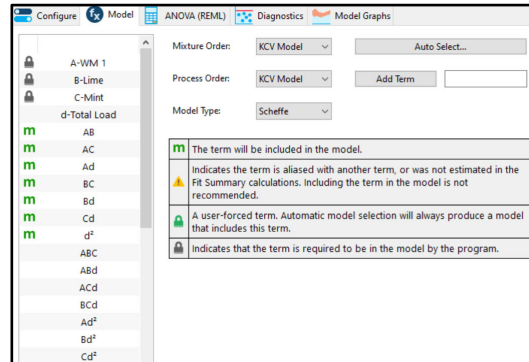 Configure fx Model ANOVA (REML) Diagnostics Model Graphs
A-WM 1
B-Lime
C-Mint
d-Total Load
m AB
m AC
m Ad
m BC
m Bd
m Cd
m d²
ABC
ABd
ACd
BCd
Ad²
Bd²
Cd²
Mixture Order: KCV Model Auto Select...
Process Order: KCV Model Add Term
Model Type: Scheffe
m The term will be included in the model.
Indicates the term is aliased with another term, or was not estimated in the
Fit Summary calculations. Including the term in the model is not
recommended.
A user-forced term. Automatic model selection will always produce a model
that includes this term.
Indicates that the term is required to be in the model by the program.